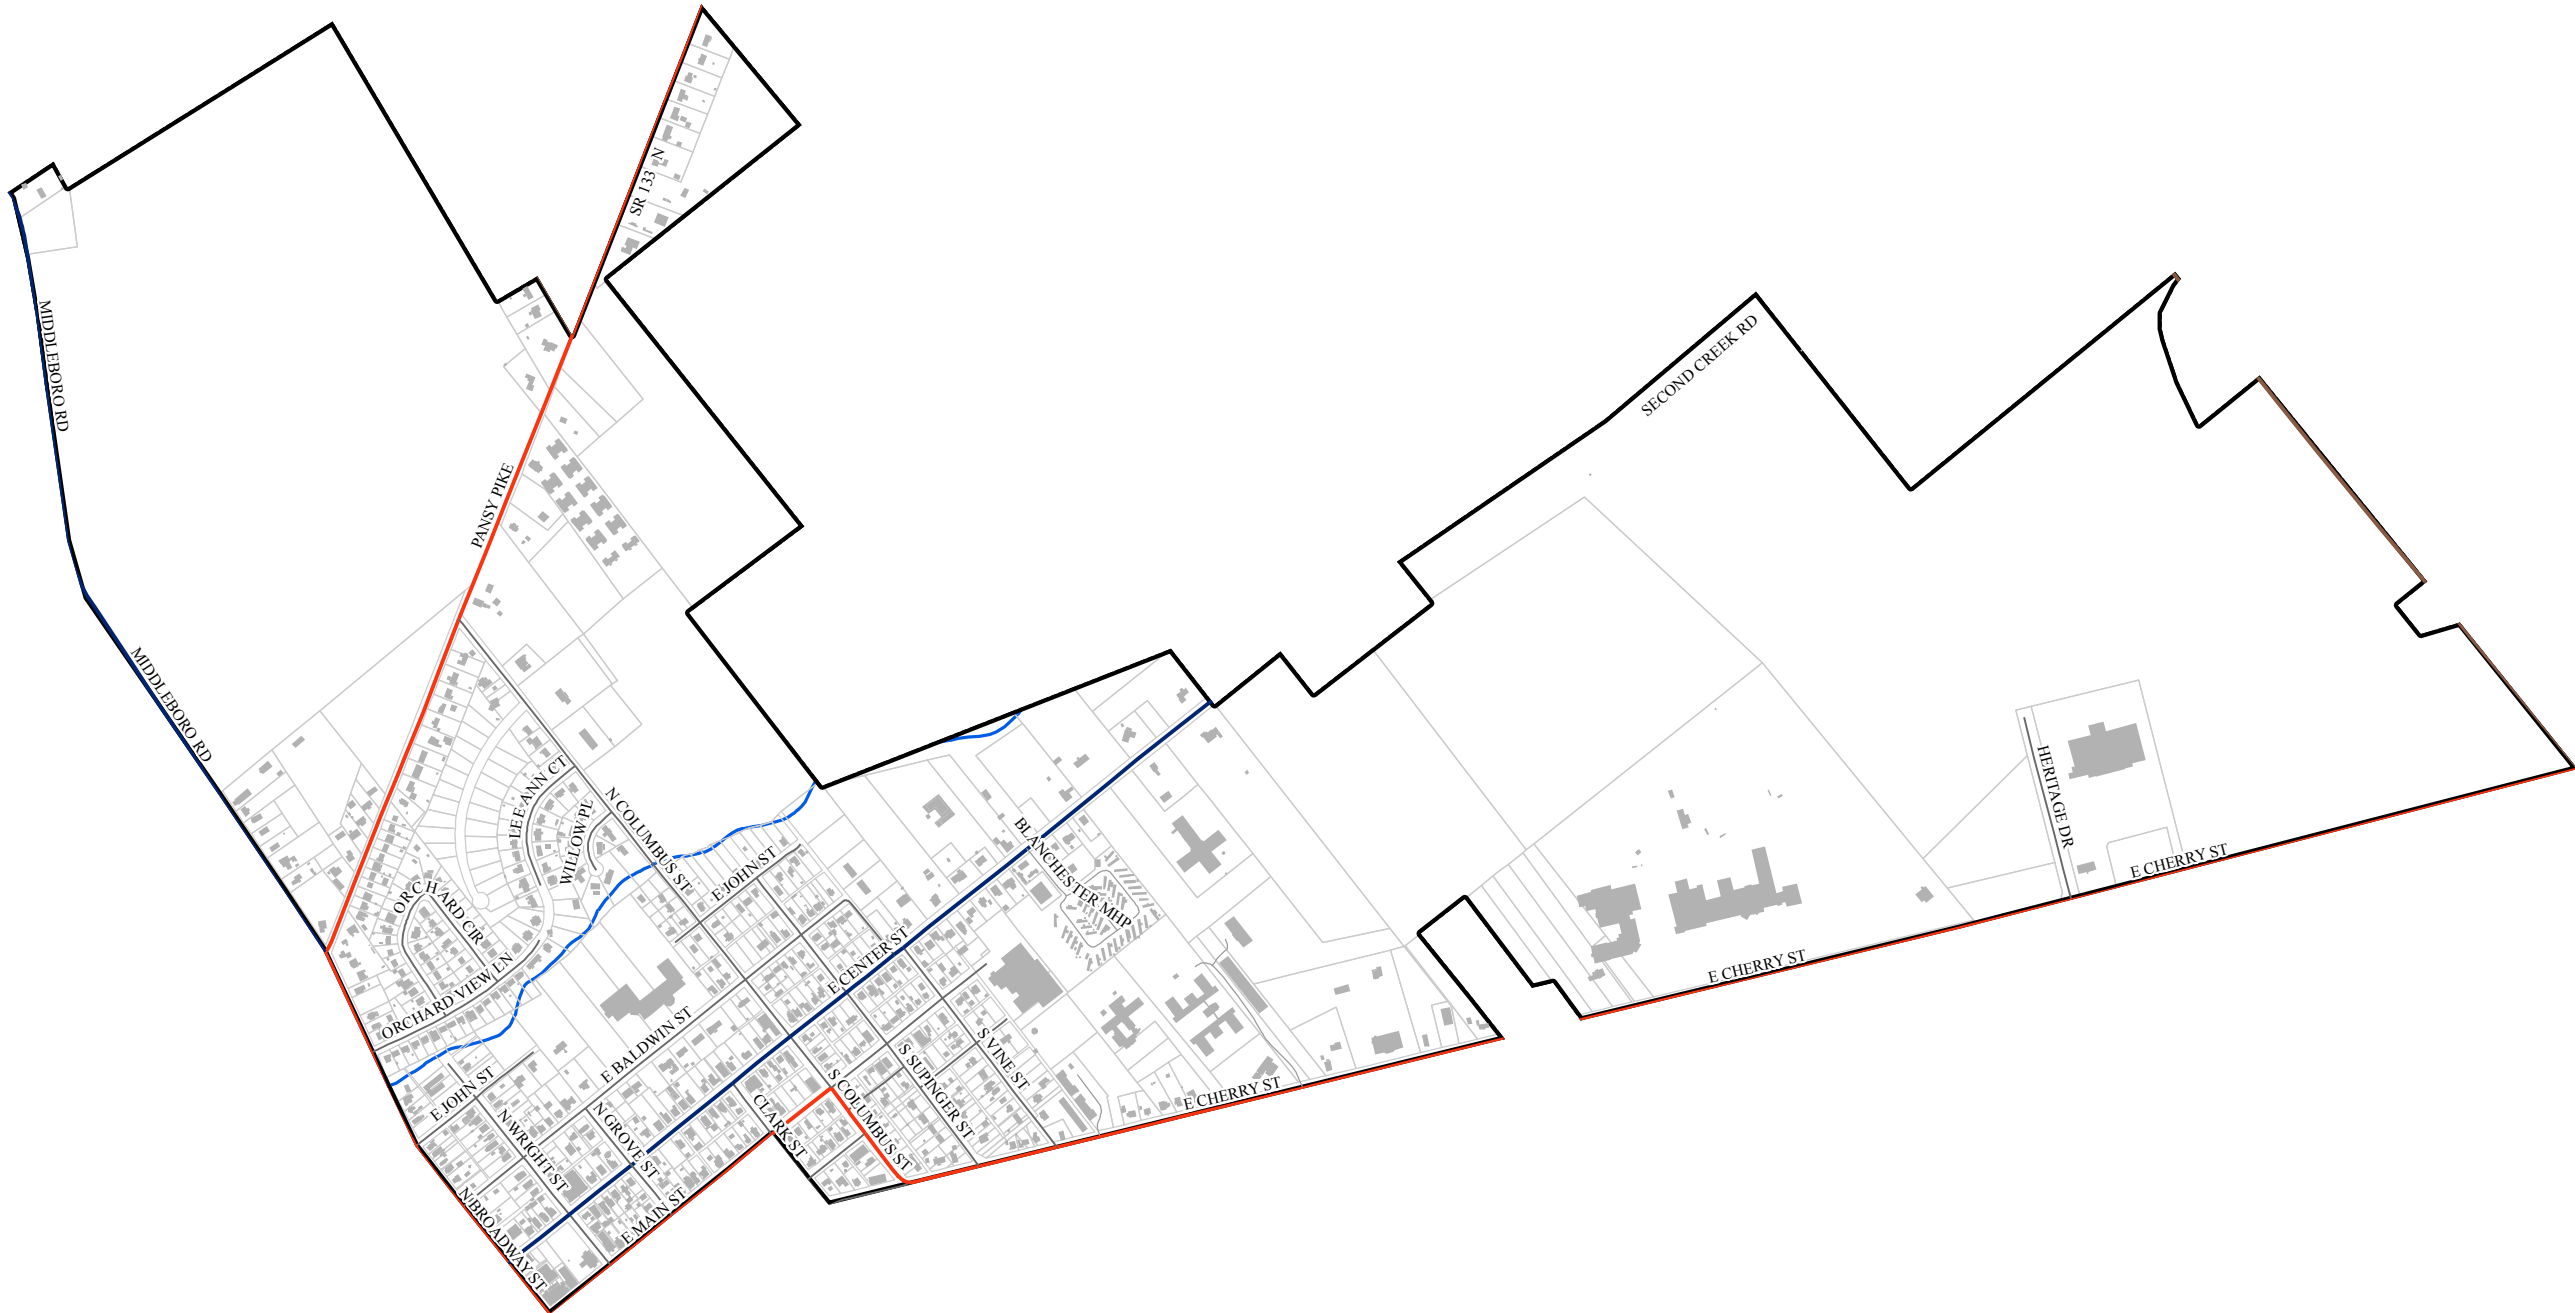 SR 133 N
MIDDLEBORO RD
SECOND CREEK RD
PANSY PIKE
MIDDLEBORO RD
HERITAGE DR
LEE ANN CT
N COLUMBUS ST
WILLOW PL
BLANCHESTER MHP
E JOHN ST
E CHERRY ST
ORCHARD CIR
E CENTER ST
ORCHARD VIEW LN
E CHERRY ST
E BALDWIN ST
S VINE ST
S SUPINGER ST
E JOHN ST
S COLUMBUS ST
E CHERRY ST
CLARK ST
N GROVE ST
N WRIGHT ST
E MAIN ST
N BROADWAY ST